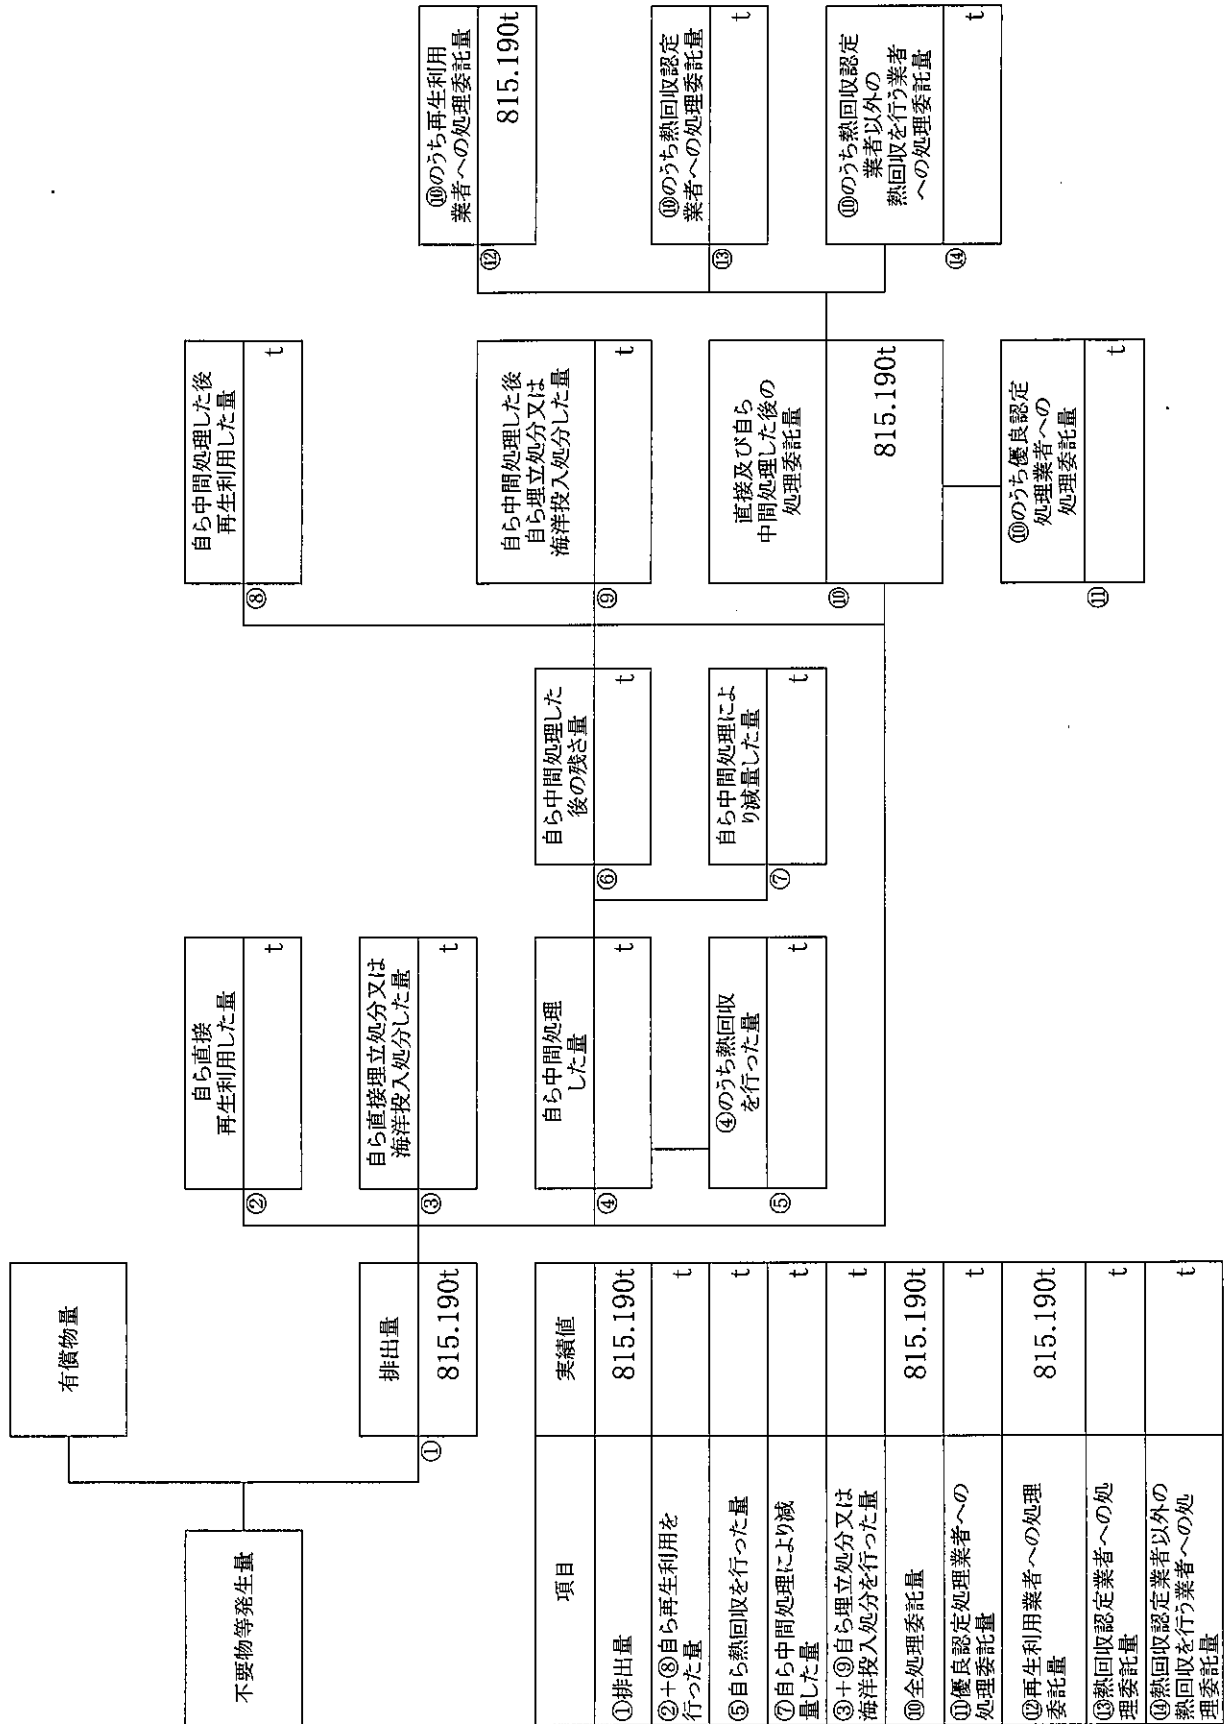 不要物等発生量
有償物量
①
排出量
815.190t
②
自ら直接
再生利用した量
t
③
自ら直接埋立処分又は
海洋投入処分した量
t
④
自ら中間処理
した量
t
⑤
④のうち熱回収
を行った量
t
⑥
自ら中間処理した
後の残さ量
t
⑦
自ら中間処理によ
り減量した量
t
⑧
自ら中間処理した後
再生利用した量
t
⑨
自ら中間処理した後
自ら埋立処分又は
海洋投入処分した量
t
⑩
直接及び自ら
中間処理した後の
処理委託量
815.190t
⑪
⑩のうち優良認定
処理業者への
処理委託量
t
⑫
⑩のうち再生利用
業者への処理委託量
815.190t
⑬
⑩のうち熱回収認定
業者への処理委託量
t
⑭
⑩のうち熱回収認定
業者以外の
熱回収を行う業者
への処理委託量
t
項目
実績値
①排出量
815.190t
②+⑧自ら再生利用を
行った量
t
⑤自ら熱回収を行った量
t
⑦自ら中間処理により減
量した量
t
③+⑨自ら埋立処分又は
海洋投入処分を行った量
t
⑩全処理委託量
815.190t
⑪優良認定処理業者への
処理委託量
t
⑫再生利用業者への処理
委託量
815.190t
⑬熱回収認定業者への処
理委託量
t
⑭熱回収認定業者以外の
熱回収を行う業者への処
理委託量
t